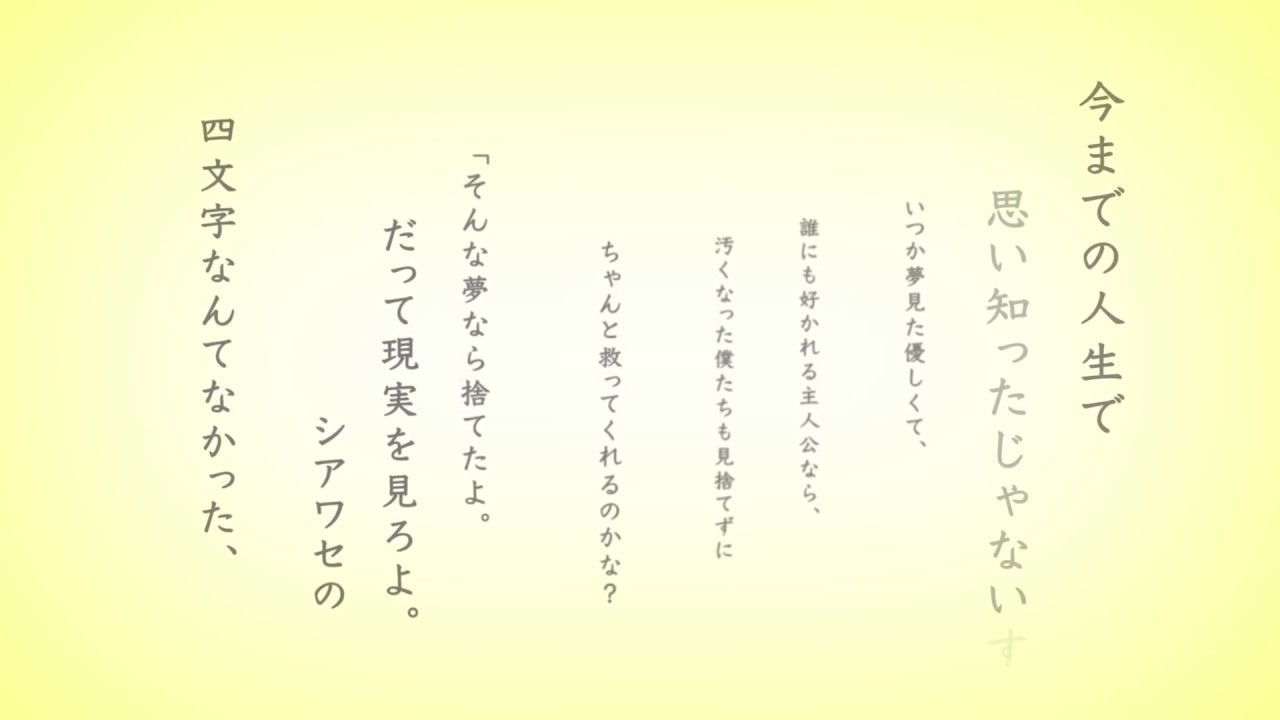 今までの人生で
思い知ったじゃないす
いつか夢見た優しくて、
誰にも好かれる主人公なら、
汚くなった僕たちも見捨てずに
ちゃんと救ってくれるのかな?
「そんな夢なら捨てたよ。
だって現実を見ろよ。
シアワセの
四文字なんてなかった、